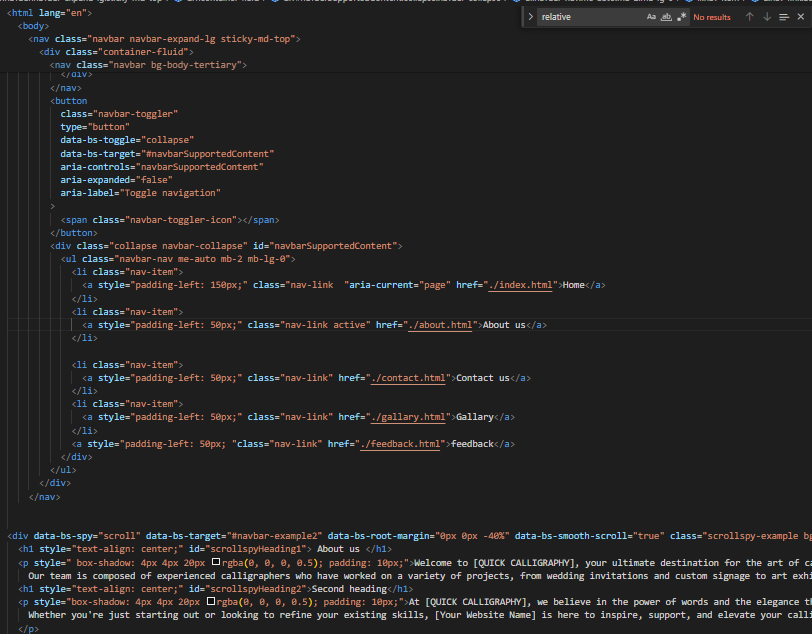 relative
Aa ab .* No results
<html lang="en">
<body>
<nav class="navbar navbar-expand-lg sticky-md-top">
<div class="container-fluid">
<nav class="navbar bg-body-tertiary">
</div>
</nav>
<button
class="navbar-toggler"
type="button"
data-bs-toggle="collapse"
data-bs-target="#navbarSupportedContent"
aria-controls="navbarSupportedContent"
aria-expanded="false"
aria-label="Toggle navigation"
>
<span class="navbar-toggler-icon"></span>
</button>
<div class="collapse navbar-collapse" id="navbarSupportedContent">
<ul class="navbar-nav me-auto mb-2 mb-lg-0">
<li class="nav-item">
<a style="padding-left: 150px;" class="nav-link  "aria-current="page" href="./index.html">Home</a>
</li>
<li class="nav-item">
<a style="padding-left: 50px;" class="nav-link active" href="./about.html">About us</a>
</li>
<li class="nav-item">
<a style="padding-left: 50px;" class="nav-link" href="./contact.html">Contact us</a>
</li>
<li class="nav-item">
<a style="padding-left: 50px;" class="nav-link" href="./gallary.html">Gallary</a>
</li>
<a style="padding-left: 50px; "class="nav-link" href="./feedback.html">feedback</a>
</div>
</ul>
</div>
</nav>
<div data-bs-spy="scroll" data-bs-target="#navbar-example2" data-bs-root-margin="0px 0px -40%" data-bs-smooth-scroll="true" class="scrollspy-example bg
<h1 style="text-align: center;" id="scrollspyHeading1"> About us </h1>
<p style=" box-shadow: 4px 4px 20px rgba(0, 0, 0, 0.5); padding: 10px;">Welcome to [QUICK CALLIGRAPHY], your ultimate destination for the art of ca
Our team is composed of experienced calligraphers who have worked on a variety of projects, from wedding invitations and custom signage to art exhi
<h1 style="text-align: center;" id="scrollspyHeading2">Second heading</h1>
<p style="box-shadow: 4px 4px 20px rgba(0, 0, 0, 0.5); padding: 10px;">At [QUICK CALLIGRAPHY], we believe in the power of words and the elegance th
Whether you're just starting out or looking to refine your existing skills, [Your Website Name] is here to inspire, support, and elevate your calli
</p>